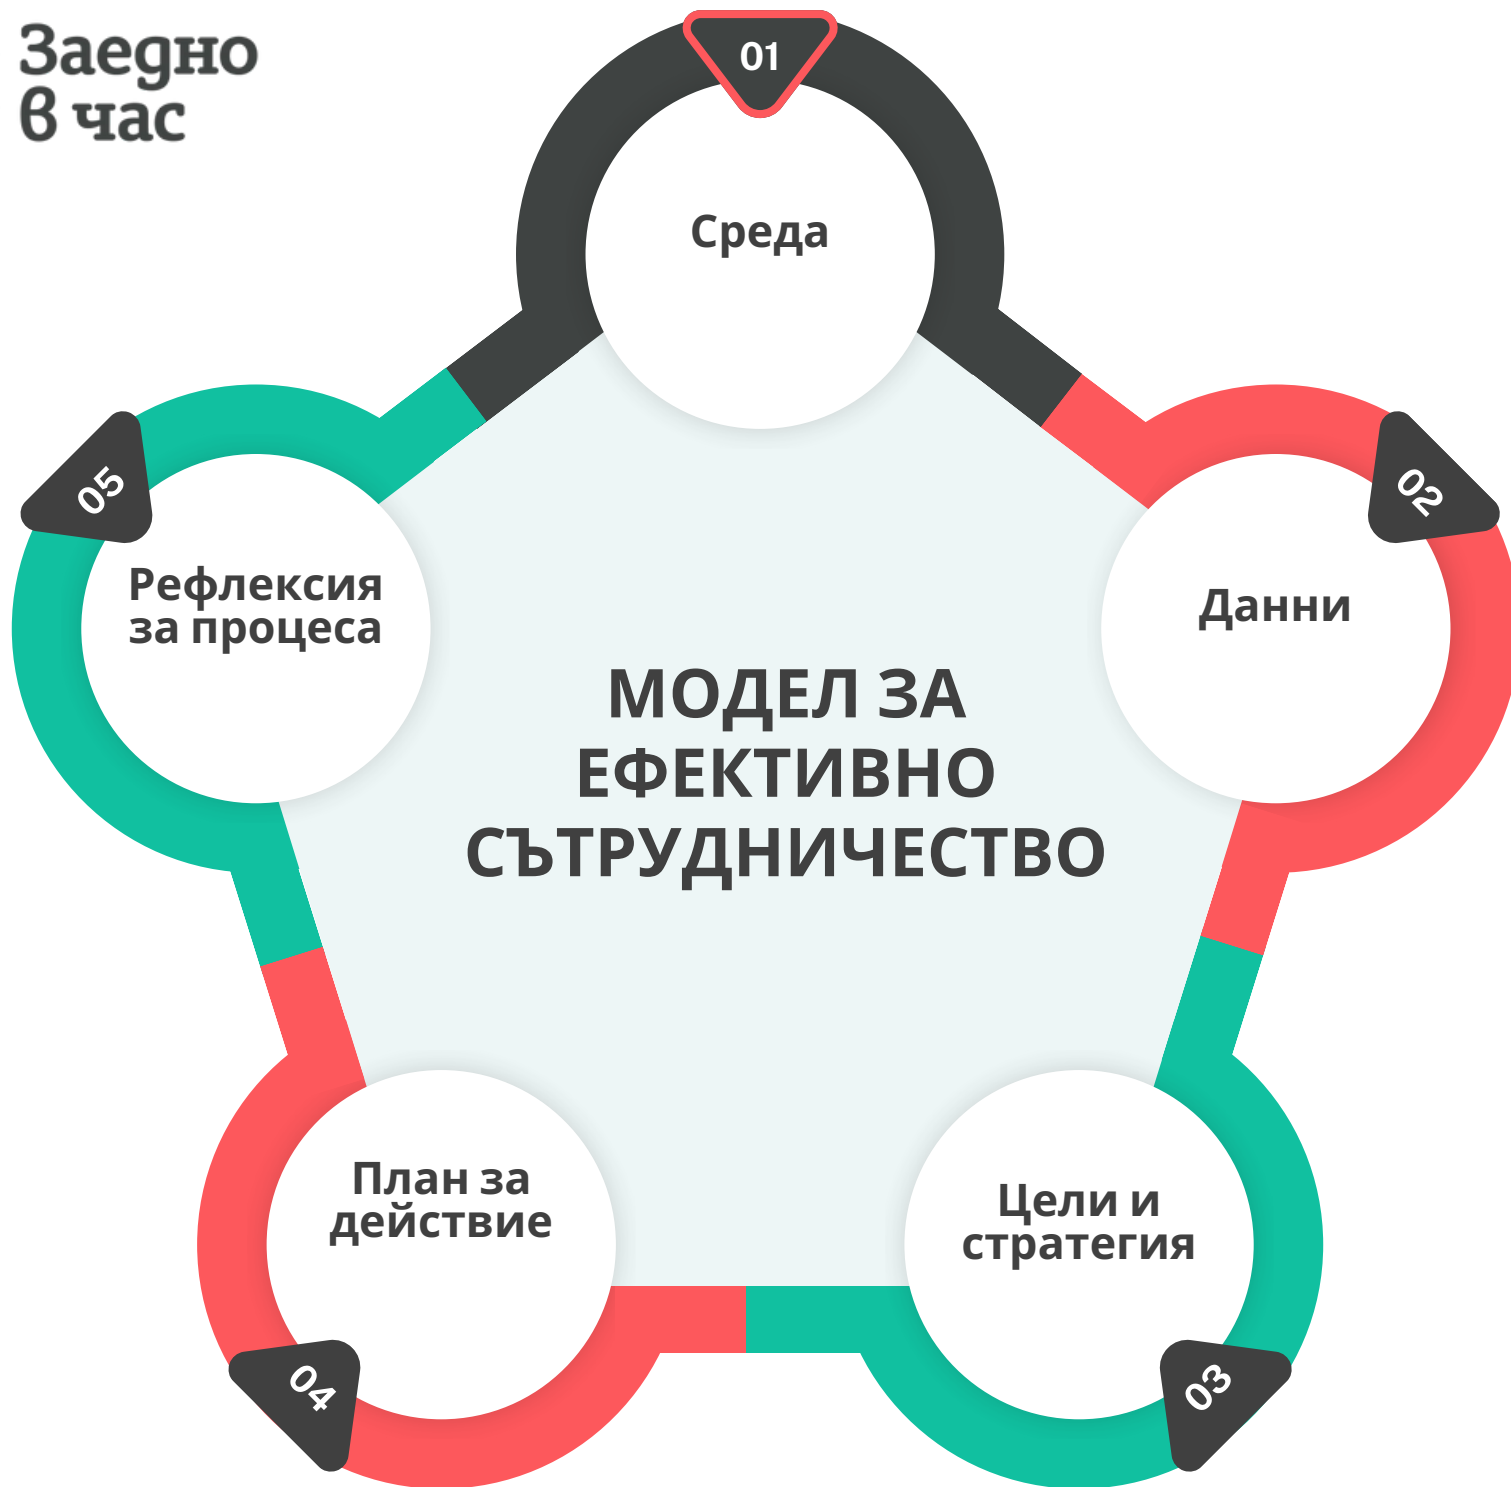 Заедно
в час
01
Среда
02
Данни
03
Цели и
стратегия
04
План за
действие
05
Рефлексия
за процеса
МОДЕЛ ЗА
ЕФЕКТИВНО
СЪТРУДНИЧЕСТВО